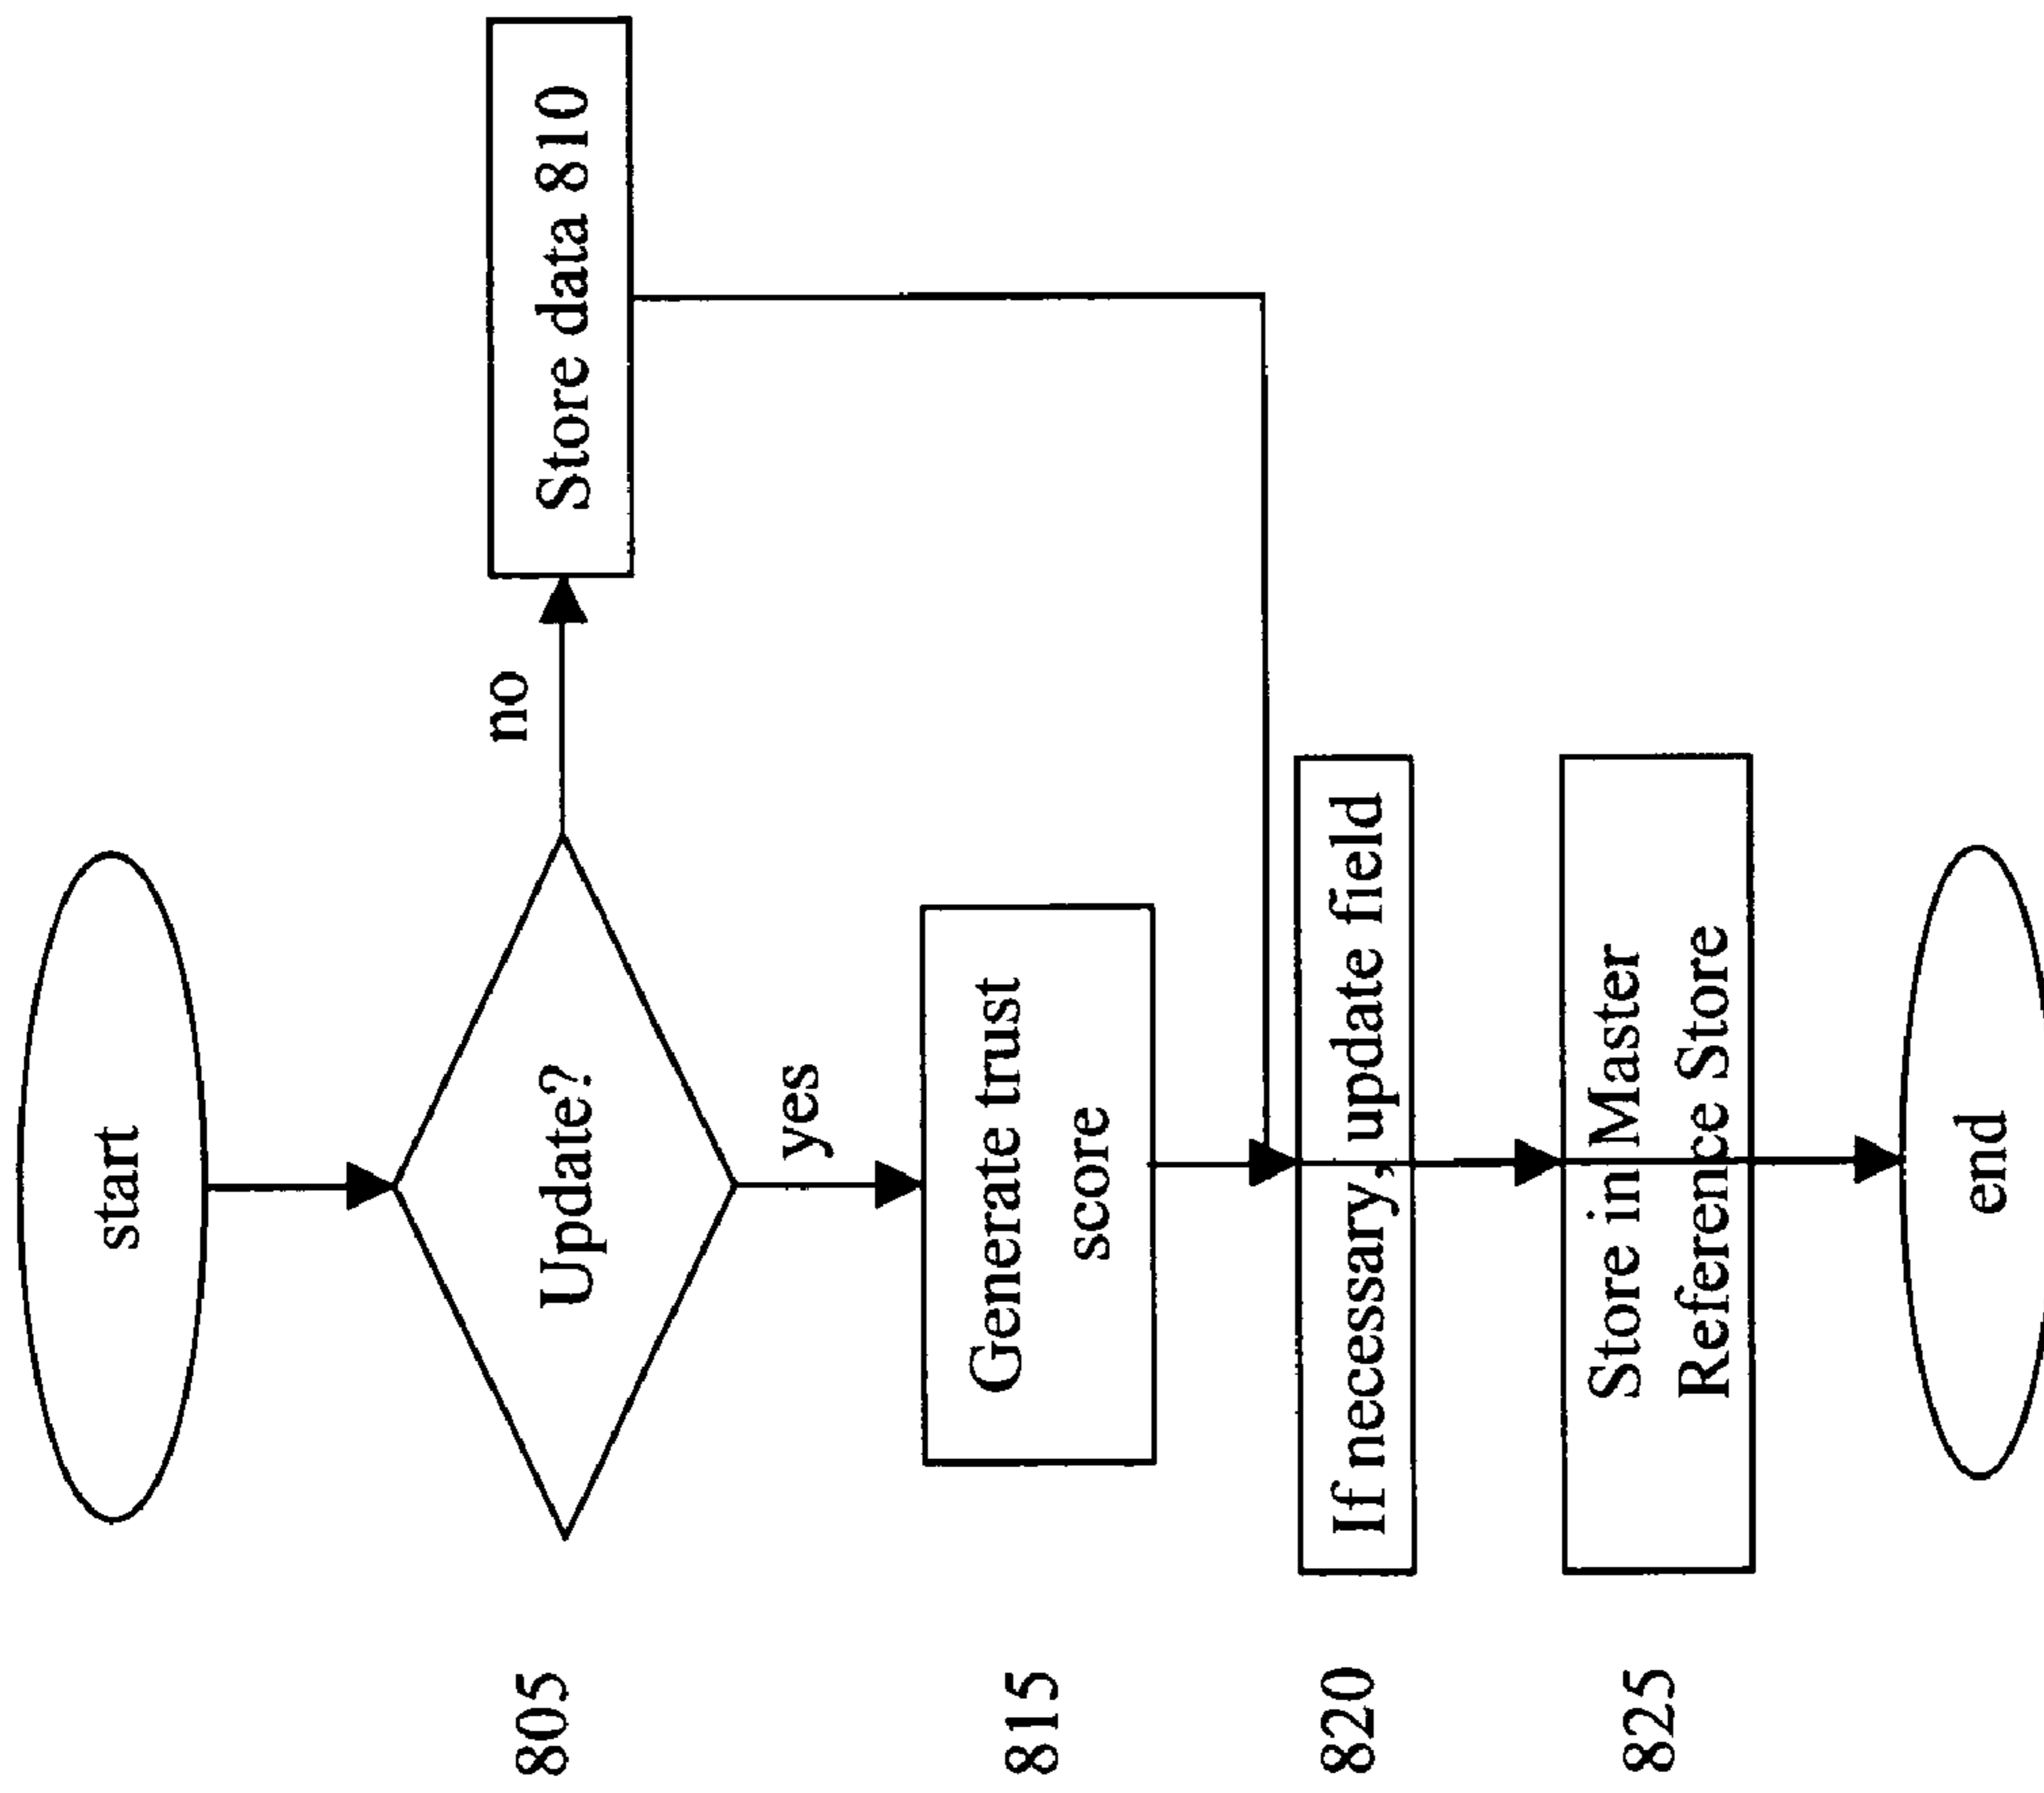 start
805
Update?
no
Store data 810
yes
815
Generate trust
score
820
If necessary, update field
825
Store in Master
Reference Store
end